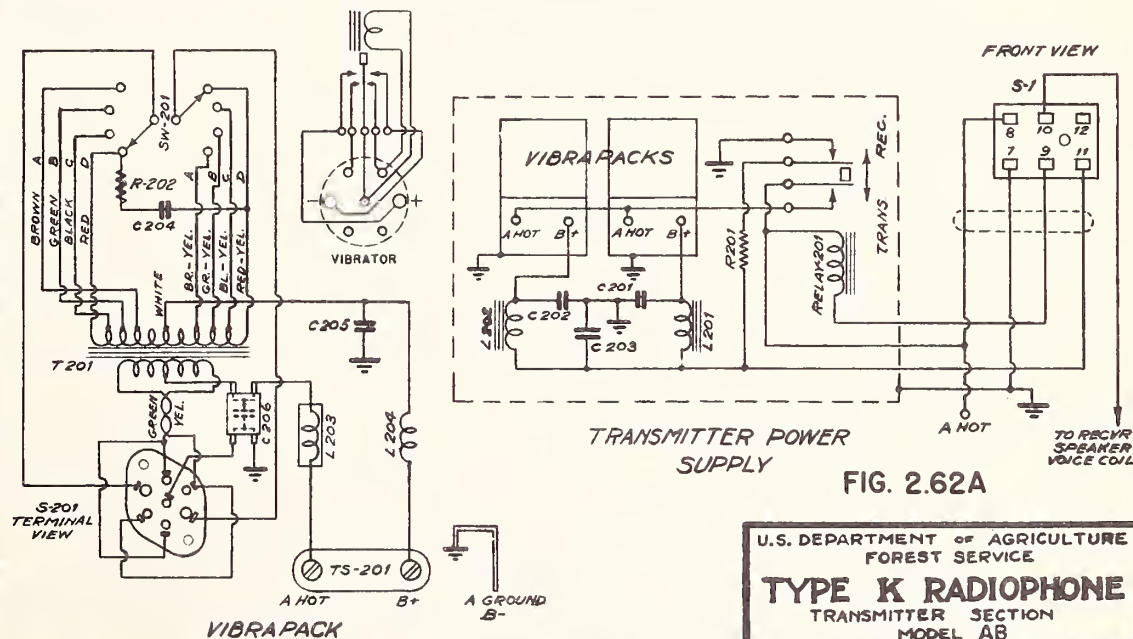 SW-201
A
B
C
D
BROWN
GREEN
BLACK
RED
R-202
C204
A
B
C
D
BR-YEL.
GR-YEL.
BL-YEL.
RED-YEL.
WHITE
T201
C205
GREEN
YEL.
C206
L203
L204
S-201
TERMINAL
VIEW
TS-201
A HOT
B+
A GROUND
B-
VIBRAPACK
-
+
VIBRATOR
VIBRAPACKS
A HOT
B+
A HOT
B+
C201
C202
C203
L202
L201
R201
REC.
TRANS
RELAY-201
TRANSMITTER POWER
SUPPLY
FRONT VIEW
S-1
8
10
12
7
9
11
A HOT
TO RECVR
SPEAKER
VOICE COIL
FIG. 2.62A
U.S. DEPARTMENT OF AGRICULTURE
FOREST SERVICE
TYPE K RADIOPHONE
TRANSMITTER SECTION
MODEL AB